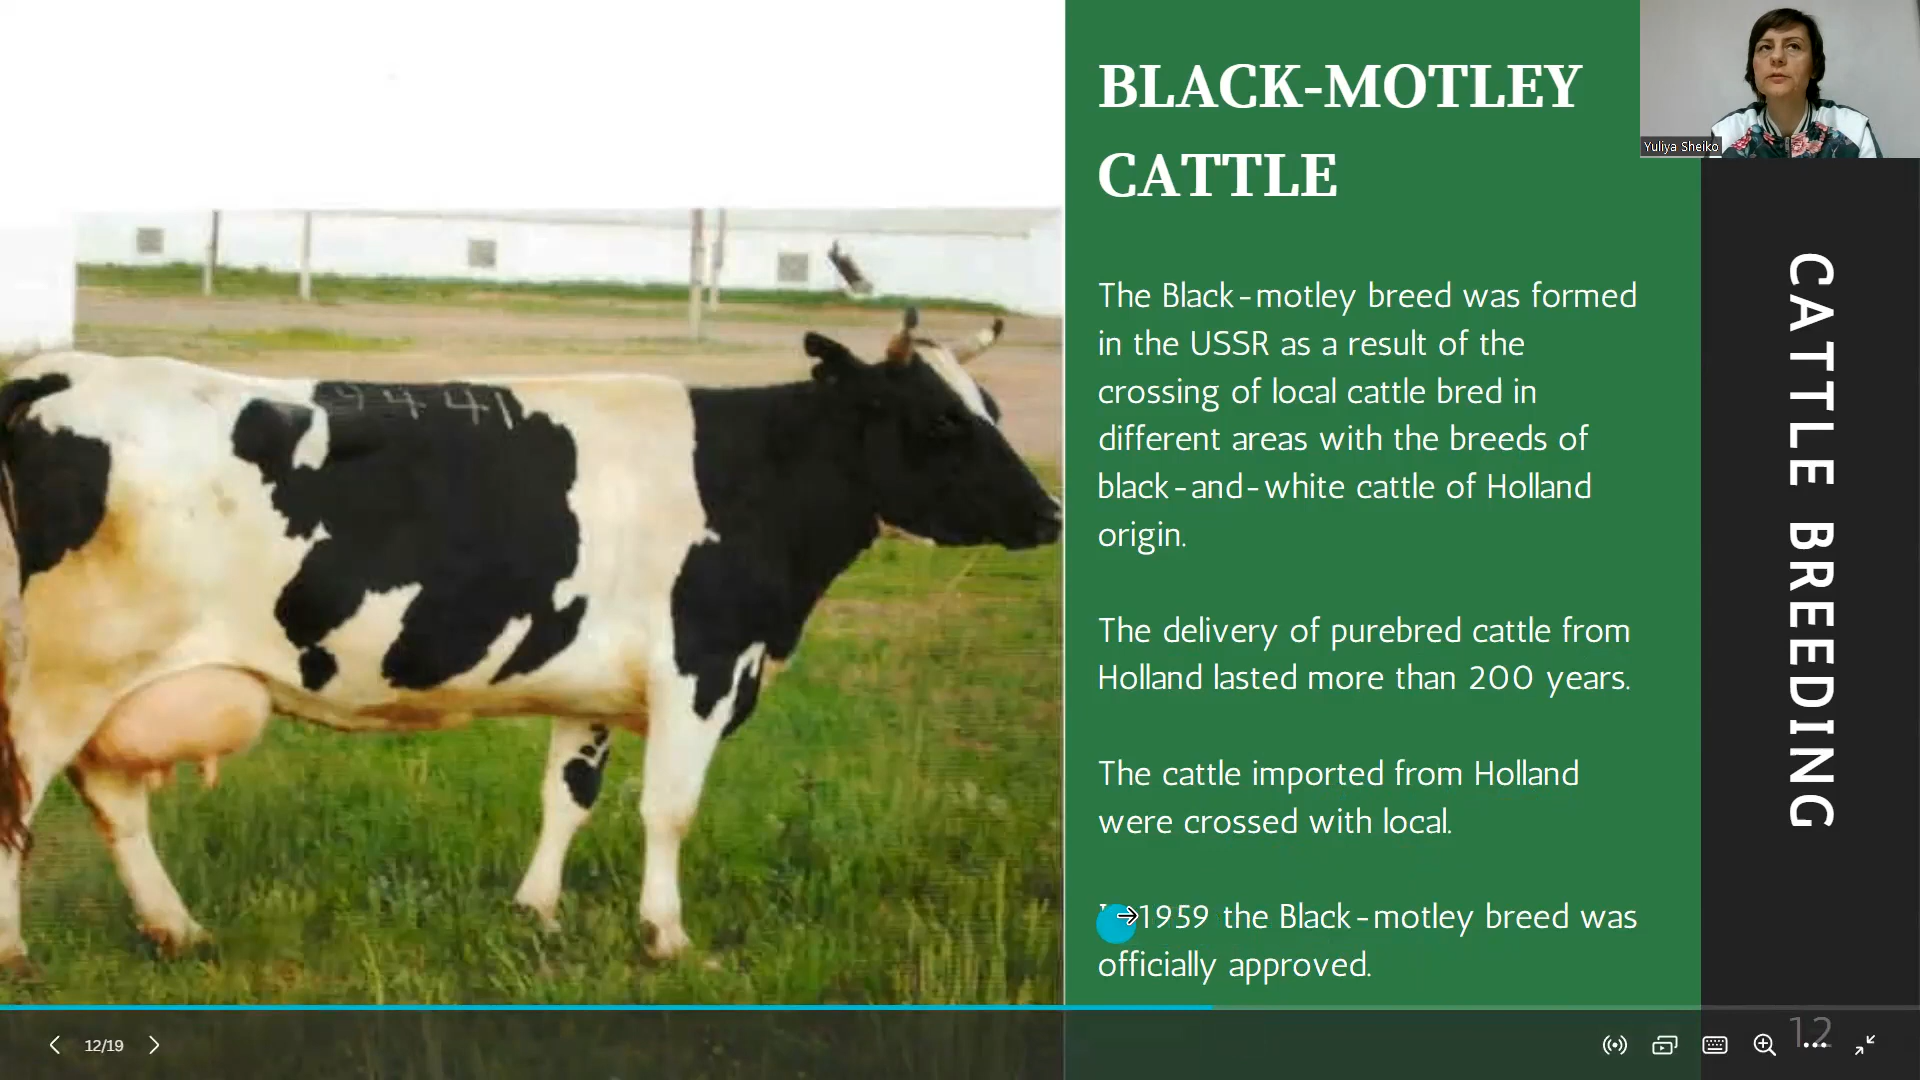 BLACK-MOTLEY
CATTLE
Yuliya Sheiko
The Black-motley breed was formed
in the USSR as a result of the
crossing of local cattle bred in
different areas with the breeds of
black-and-white cattle of Holland
origin.
The delivery of purebred cattle from
Holland lasted more than 200 years.
The cattle imported from Holland
were crossed with local.
1959 the Black-motley breed was
officially approved.
CATTLE BREEDING
12/19
12